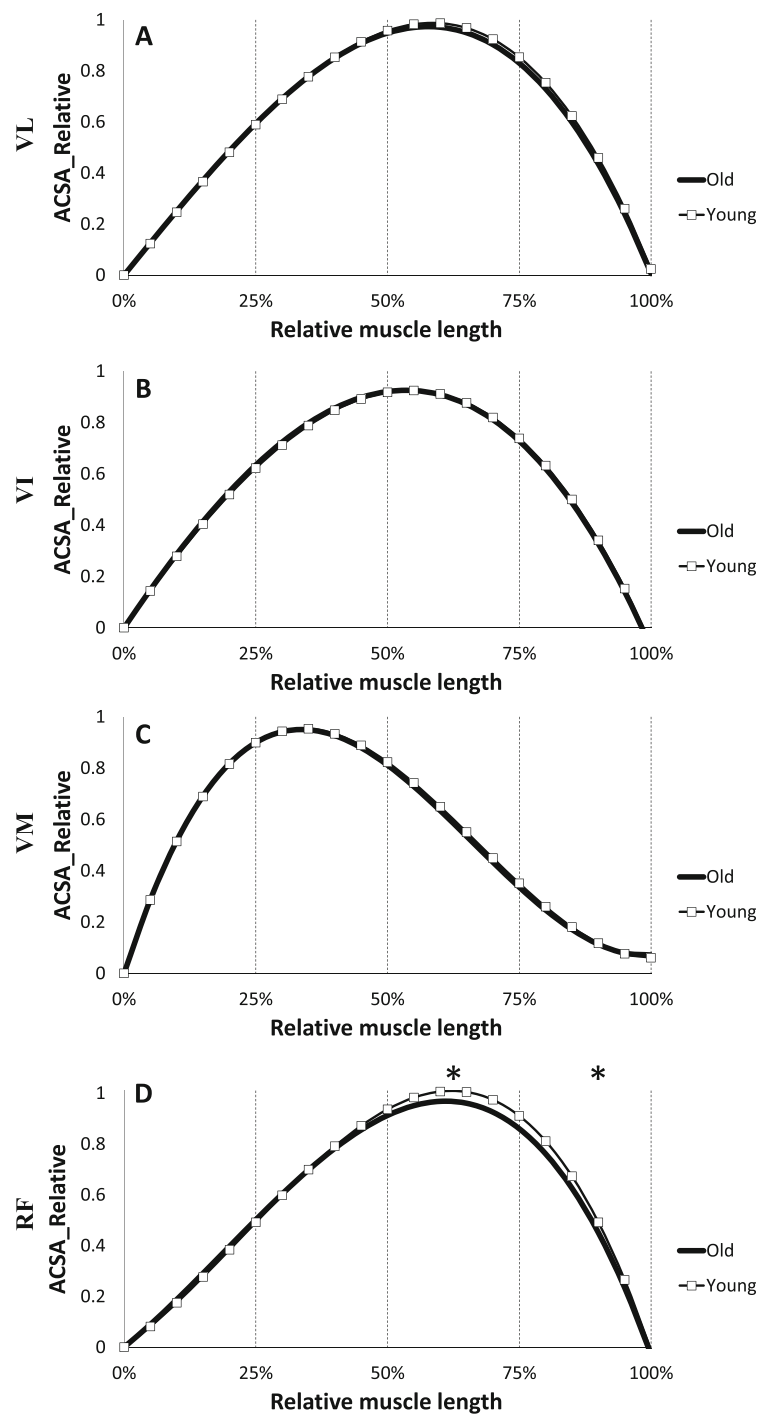 A
VL
ACSA_Relative
1
0.8
0.6
0.4
0.2
0
0% 25% 50% 75% 100%
Relative muscle length
Old
Young
B
VI
ACSA_Relative
1
0.8
0.6
0.4
0.2
0
0% 25% 50% 75% 100%
Relative muscle length
Old
Young
C
VM
ACSA_Relative
1
0.8
0.6
0.4
0.2
0
0% 25% 50% 75% 100%
Relative muscle length
Old
Young
* *
D
RF
ACSA_Relative
1
0.8
0.6
0.4
0.2
0
0% 25% 50% 75% 100%
Relative muscle length
Old
Young